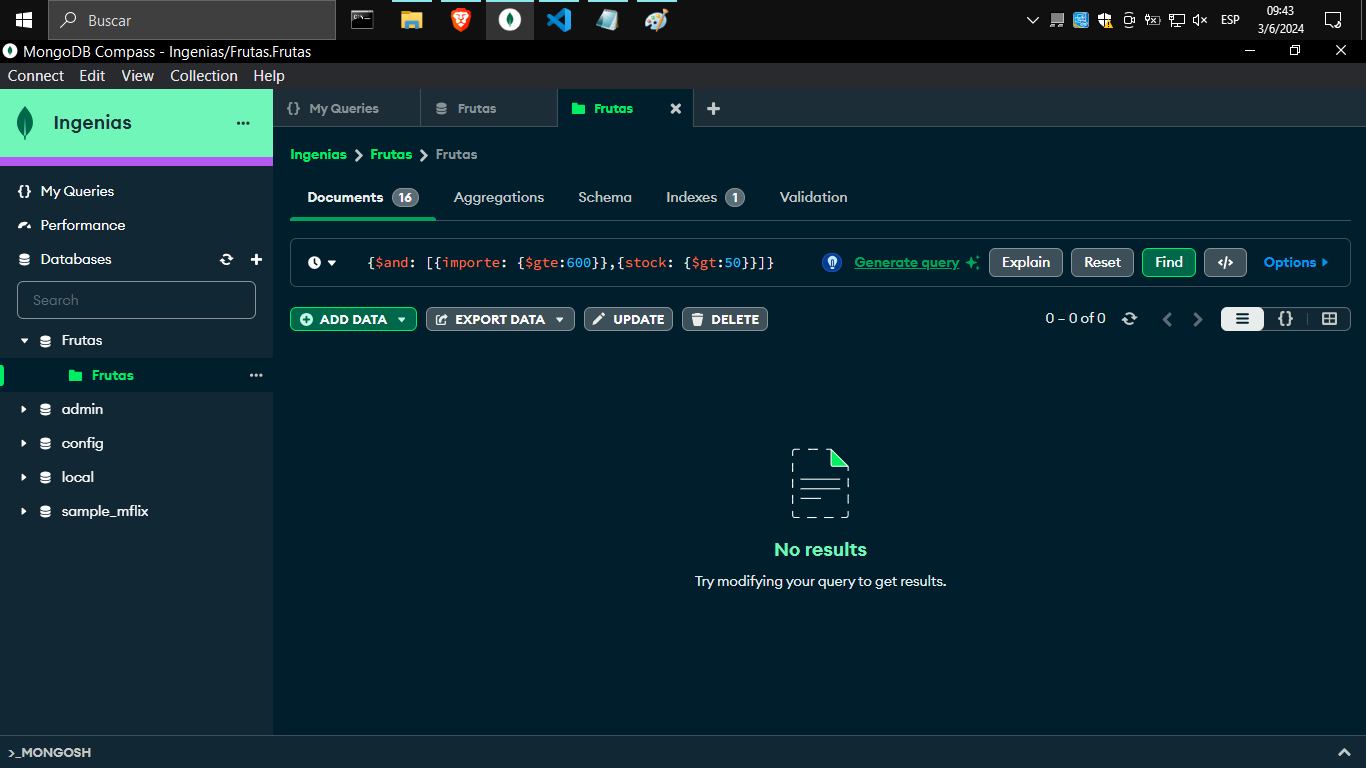 Buscar
ESP
09:43
3/6/2024
MongoDB Compass - Ingenias/Frutas.Frutas
Connect Edit View Collection Help
Ingenias
My Queries
Performance
Databases
Search
Frutas
Frutas
admin
config
local
sample_mflix
{} My Queries
Frutas
Frutas
Ingenias > Frutas > Frutas
Documents 16 Aggregations Schema Indexes 1 Validation
{$and: [{importe: {$gte:600}},{stock: {$gt:50}}]}
Generate query Explain Reset Find </> Options
ADD DATA EXPORT DATA UPDATE DELETE
0 – 0 of 0
{}
No results
Try modifying your query to get results.
>_MONGOSH